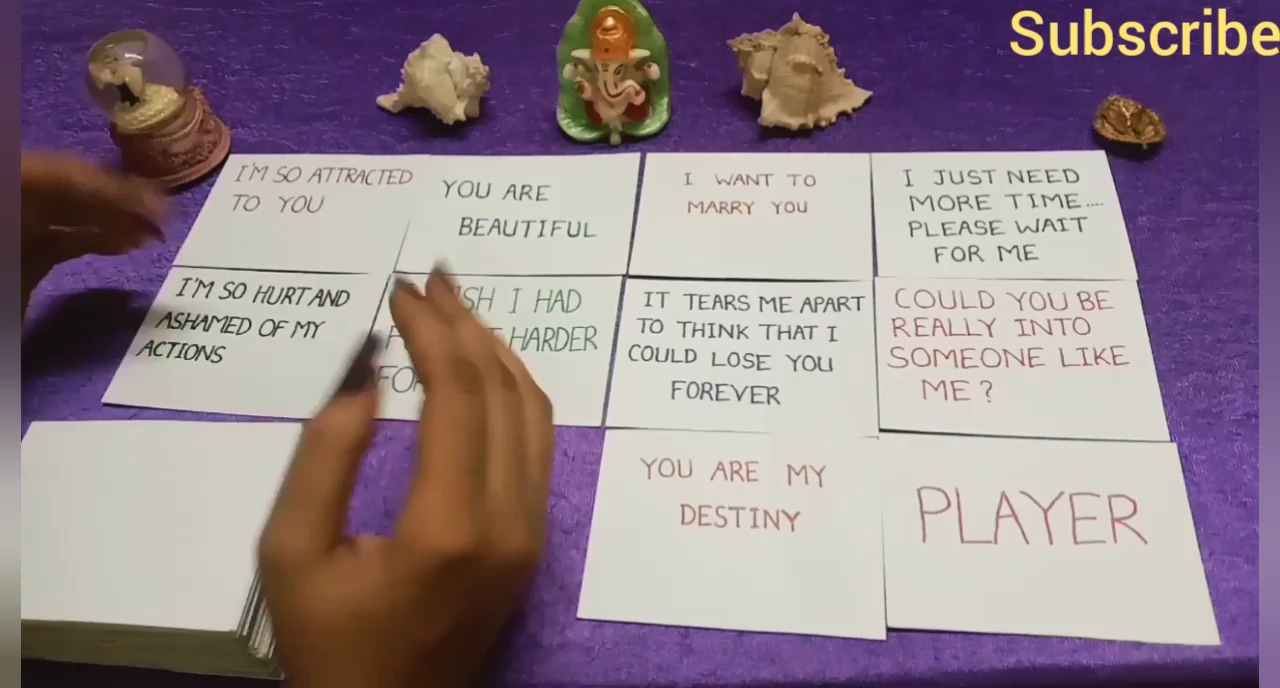 Subscribe
I'M SO ATTRACTED
TO YOU
YOU ARE
BEAUTIFUL
I WANT TO
MARRY YOU
I JUST NEED
MORE TIME....
PLEASE WAIT
FOR ME
I'M SO HURT AND
ASHAMED OF MY
ACTIONS
I HAD
HARDER
IT TEARS ME APART
TO THINK THAT I
COULD LOSE YOU
FOREVER
COULD YOU BE
REALLY INTO
SOMEONE LIKE
ME?
YOU ARE MY
DESTINY
PLAYER